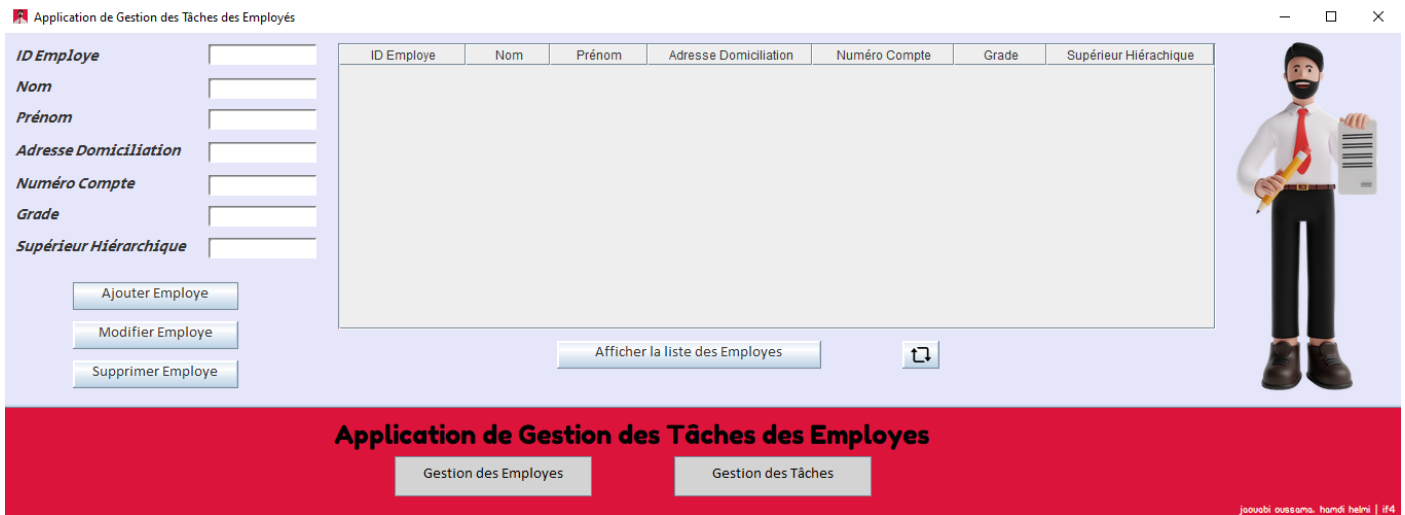 Application de Gestion des Tâches des Employés
ID Employe
Nom
Prénom
Adresse Domiciliation
Numéro Compte
Grade
Supérieur Hiérarchique
Ajouter Employe
Modifier Employe
Supprimer Employe
ID Employe Nom Prénom Adresse Domiciliation Numéro Compte Grade Supérieur Hiérachique
Afficher la liste des Employes
Application de Gestion des Tâches des Employes
Gestion des Employes Gestion des Tâches
jaouabi oussama. hamdi helmi | if4